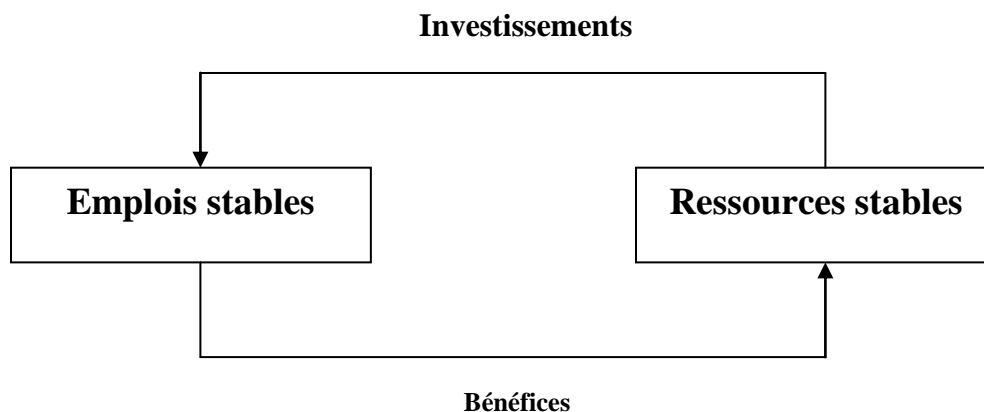 Investissements
Emplois stables
Ressources stables
Bénéfices